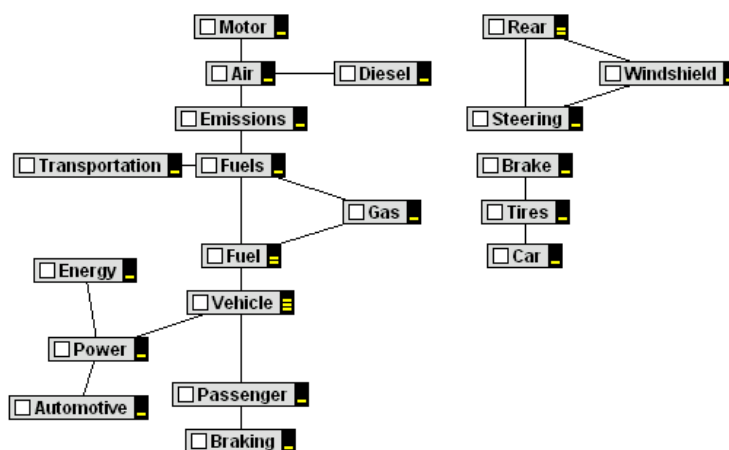 Motor
Rear
Air
Diesel
Windshield
Emissions
Steering
Transportation
Fuels
Brake
Gas
Tires
Fuel
Car
Energy
Vehicle
Power
Passenger
Automotive
Braking